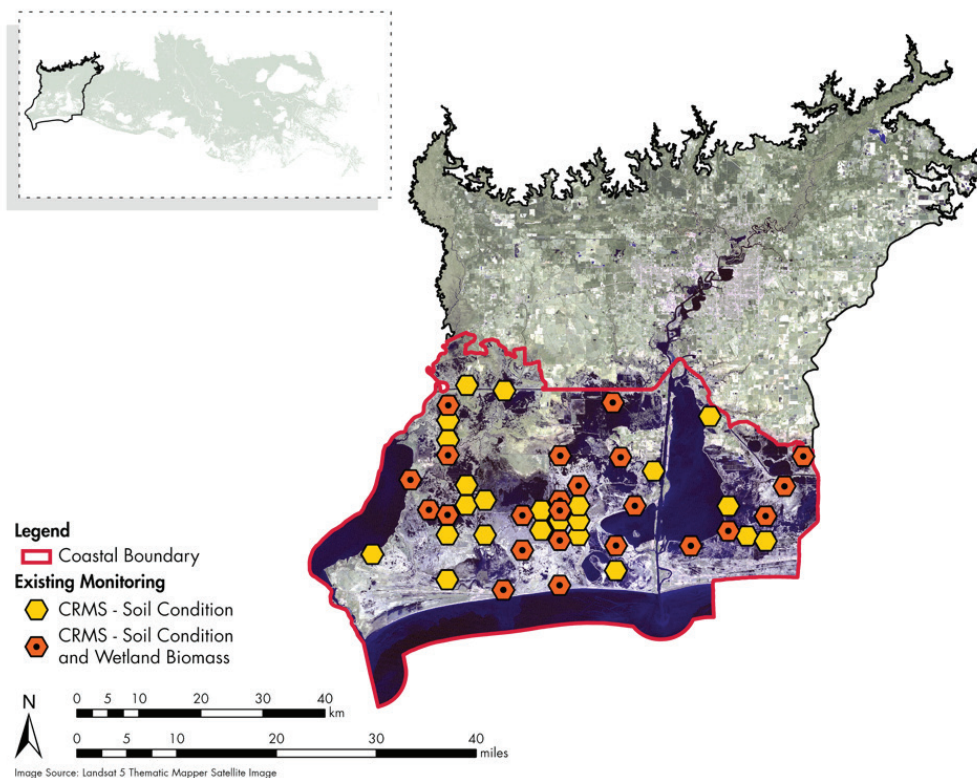 Legend
Coastal Boundary
Existing Monitoring
CRMS - Soil Condition
CRMS - Soil Condition
and Wetland Biomass
N
0 5 10 20 30 40
km
0 5 10 20 30 40
miles
Image Source: Landsat 5 Thematic Mapper Satellite Image